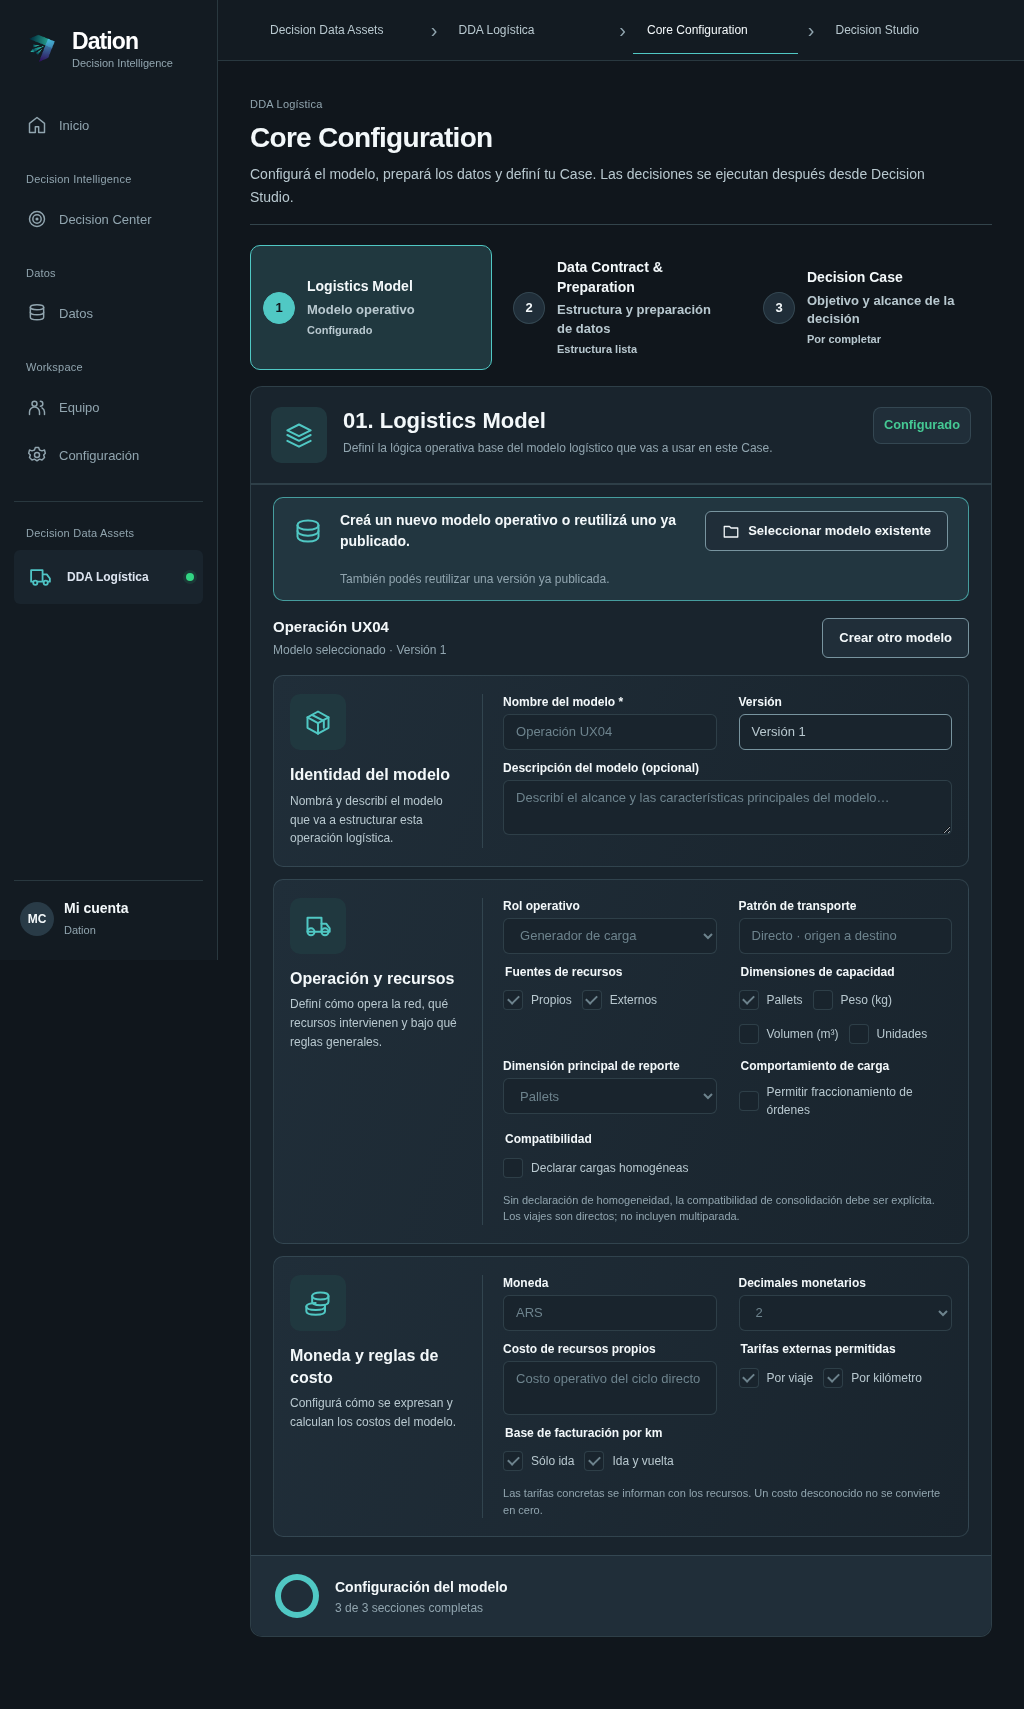 Dation
Decision Intelligence
Inicio
Decision Intelligence
Decision Center
Datos
Datos
Workspace
Equipo
Configuración
Decision Data Assets
DDA Logística
MC
Mi cuenta
Dation
Decision Data Assets
›
DDA Logística
›
Core Configuration
›
Decision Studio
DDA Logística
Core Configuration
Configurá el modelo, prepará los datos y definí tu Case. Las decisiones se ejecutan después desde Decision
Studio.
1
Logistics Model
Modelo operativo
Configurado
2
Data Contract &
Preparation
Estructura y preparación
de datos
Estructura lista
3
Decision Case
Objetivo y alcance de la
decisión
Por completar
01. Logistics Model
Definí la lógica operativa base del modelo logístico que vas a usar en este Case.
Configurado
Creá un nuevo modelo operativo o reutilizá uno ya
publicado.
También podés reutilizar una versión ya publicada.
Seleccionar modelo existente
Operación UX04
Modelo seleccionado · Versión 1
Crear otro modelo
Identidad del modelo
Nombrá y describí el modelo
que va a estructurar esta
operación logística.
Nombre del modelo *
Operación UX04
Versión
Versión 1
Descripción del modelo (opcional)
Describí el alcance y las características principales del modelo…
Operación y recursos
Definí cómo opera la red, qué
recursos intervienen y bajo qué
reglas generales.
Rol operativo
Generador de carga
Patrón de transporte
Directo · origen a destino
Fuentes de recursos
Propios
Externos
Dimensiones de capacidad
Pallets
Peso (kg)
Volumen (m³)
Unidades
Dimensión principal de reporte
Pallets
Comportamiento de carga
Permitir fraccionamiento de
órdenes
Compatibilidad
Declarar cargas homogéneas
Sin declaración de homogeneidad, la compatibilidad de consolidación debe ser explícita.
Los viajes son directos; no incluyen multiparada.
Moneda y reglas de
costo
Configurá cómo se expresan y
calculan los costos del modelo.
Moneda
ARS
Decimales monetarios
2
Costo de recursos propios
Costo operativo del ciclo directo
Tarifas externas permitidas
Por viaje
Por kilómetro
Base de facturación por km
Sólo ida
Ida y vuelta
Las tarifas concretas se informan con los recursos. Un costo desconocido no se convierte
en cero.
Configuración del modelo
3 de 3 secciones completas